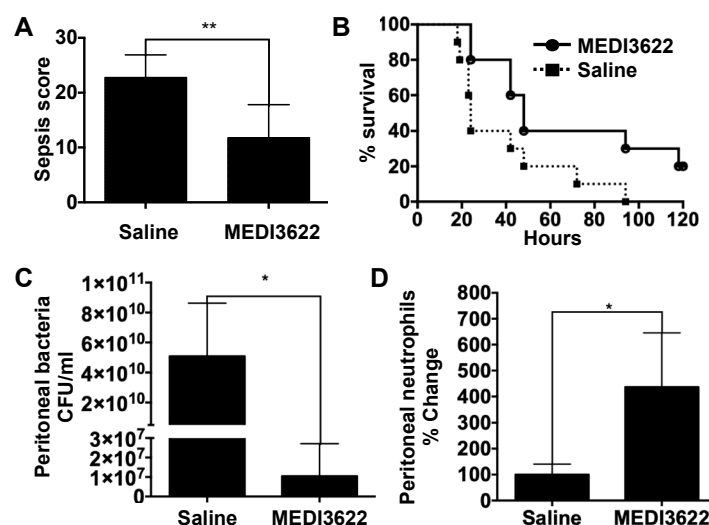 A
**
30
20
10
0
Sepsis score
Saline
MEDI3622
B
100
80
60
40
20
0
% survival
MEDI3622
Saline
0
20
40
60
80
100
120
Hours
C
*
1×10¹¹
8×10¹⁰
6×10¹⁰
4×10¹⁰
2×10¹⁰
3×10⁷
2×10⁷
1×10⁷
0
Peritoneal bacteria
CFU/ml
Saline
MEDI3622
D
*
800
700
600
500
400
300
200
100
0
Peritoneal neutrophils
% Change
Saline
MEDI3622